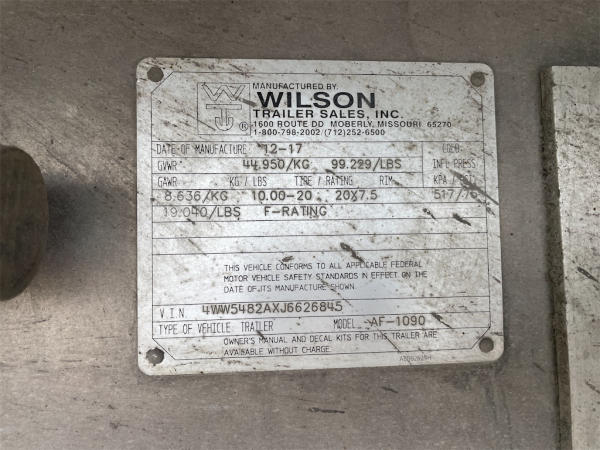 MANUFACTURED BY:
WILSON
TRAILER SALES, INC.
® 1600 ROUTE DD MOBERLY, MISSOURI 65270
1-800-798-2002 / (712)252-6500
DATE OF MANUFACTURE 12-17 COLD
GVWR 44,950/KG 99,229/LBS INFL PRESS
GAWR KG / LBS TIRE / RATING RIM KPA / PSI
8,636/KG 10.00-20 20X7.5 517/75
19,040/LBS F-RATING
THIS VEHICLE CONFORMS TO ALL APPLICABLE FEDERAL
MOTOR VEHICLE SAFETY STANDARDS IN EFFECT ON THE
DATE OF ITS MANUFACTURE SHOWN.
V.I.N 4WW5482AXJ6626845
TYPE OF VEHICLE TRAILER MODEL AF-1090
OWNER'S MANUAL AND DECAL KITS FOR THIS TRAILER ARE
AVAILABLE WITHOUT CHARGE.